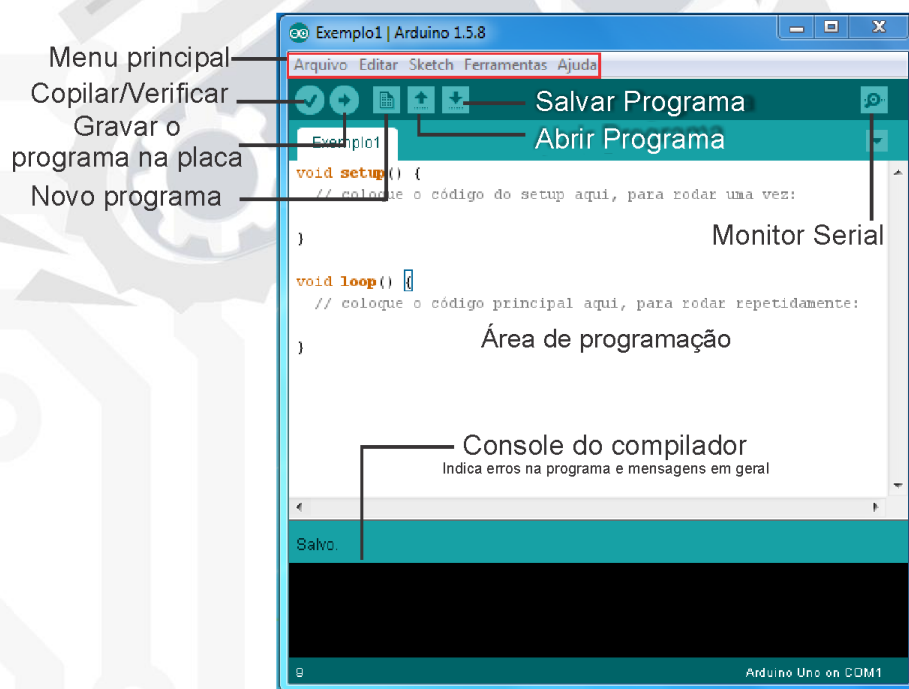 Exemplo1 | Arduino 1.5.8
Menu principal
Arquivo Editar Sketch Ferramentas Ajuda
Copilar/Verificar
Salvar Programa
Gravar o
programa na placa
Abrir Programa
Programa
Exemplo1
Novo programa
void setup() {
// coloque o código do setup aqui, para rodar uma vez:
}
Monitor Serial
void loop() {
// coloque o código principal aqui, para rodar repetidamente:
}
Área de programação
Console do compilador
Indica erros na programa e mensagens em geral
Salvo.
9
Arduino Uno on COM1